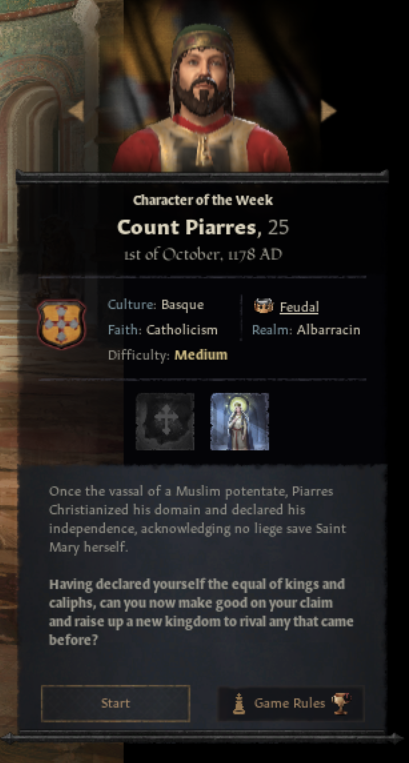 Character of the Week
Count Piarres, 25
1st of October, 1178 AD
Culture: Basque
Feudal
Faith: Catholicism
Realm: Albarracin
Difficulty: Medium
Once the vassal of a Muslim potentate, Piarres
Christianized his domain and declared his
independence, acknowledging no liege save Saint
Mary herself.
Having declared yourself the equal of kings and
caliphs, can you now make good on your claim
and raise up a new kingdom to rival any that came
before?
Start
Game Rules